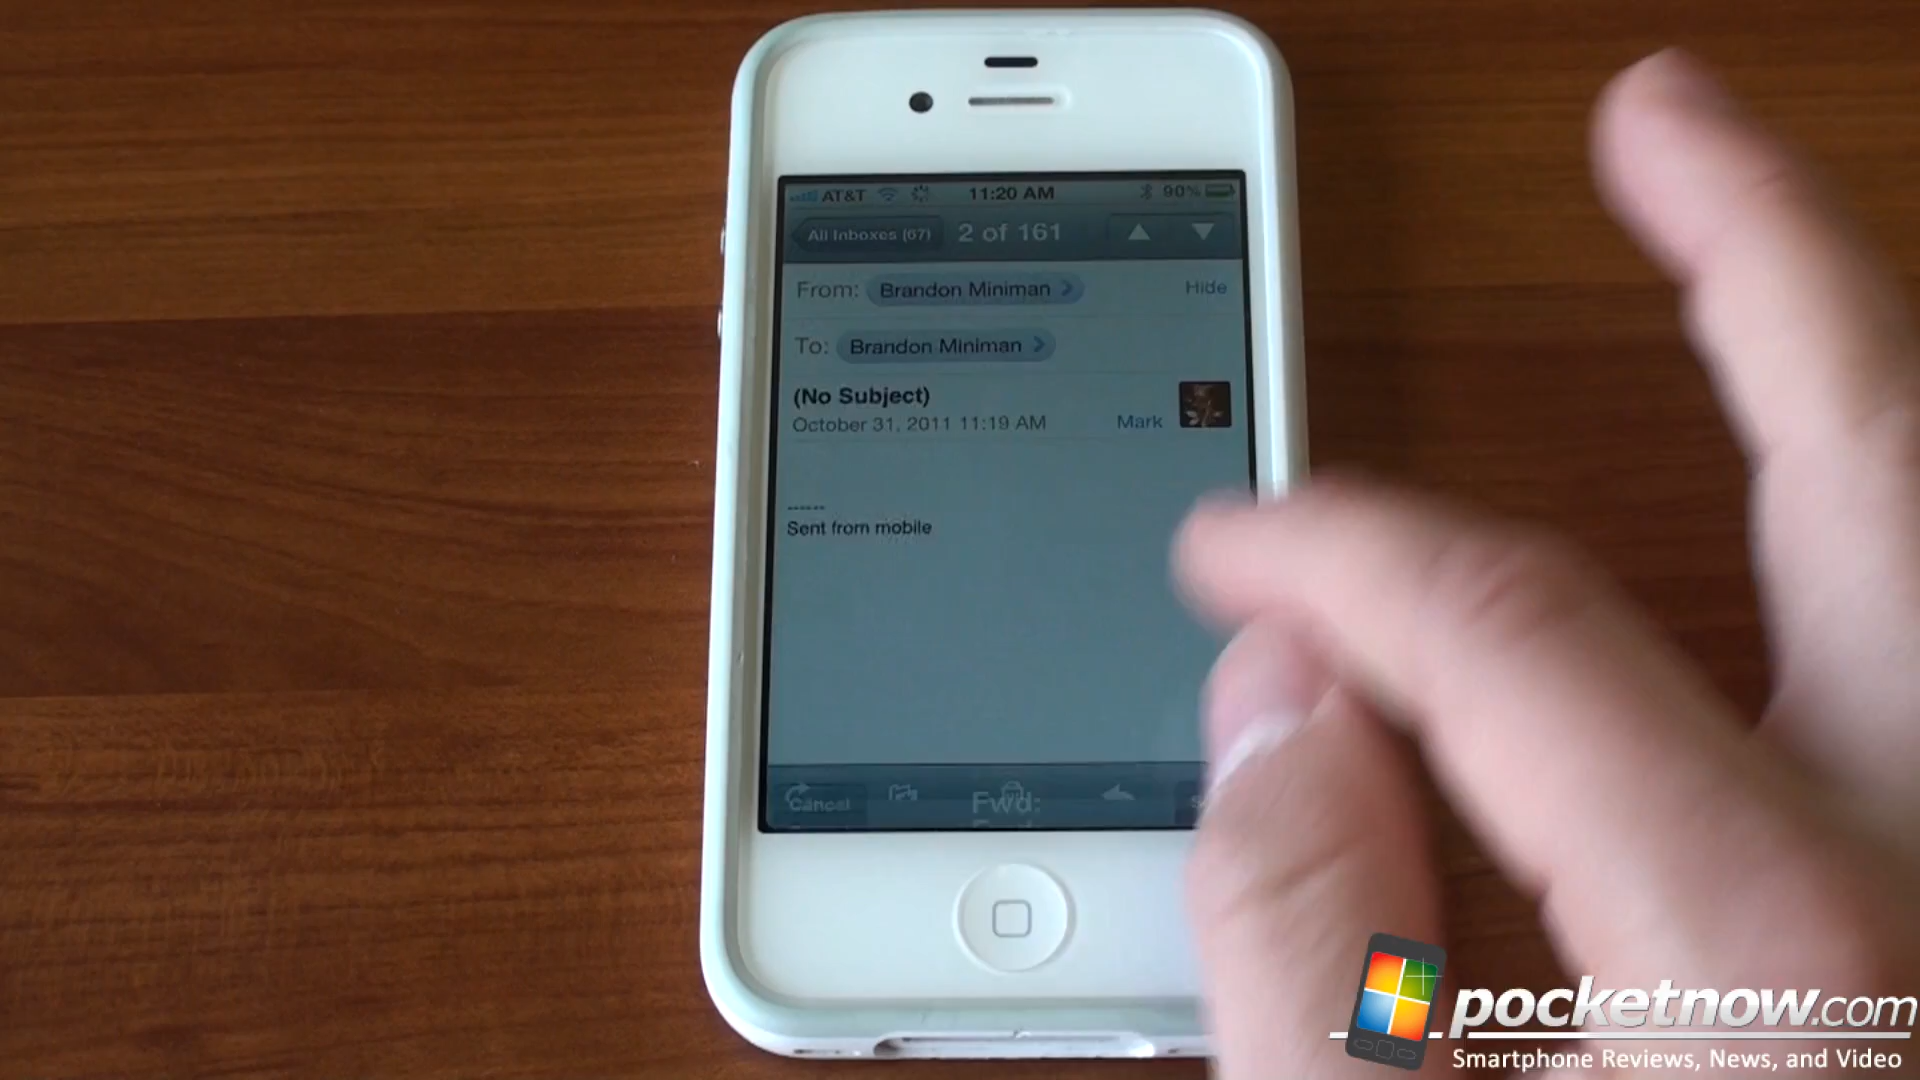 AT&T 11:20 AM 90%
All Inboxes (67) 2 of 161
From: Brandon Miniman Hide
To: Brandon Miniman
(No Subject)
October 31, 2011 11:19 AM Mark
------
Sent from mobile
Cancel Fwd:
pocketnow.com
Smartphone Reviews, News, and Video